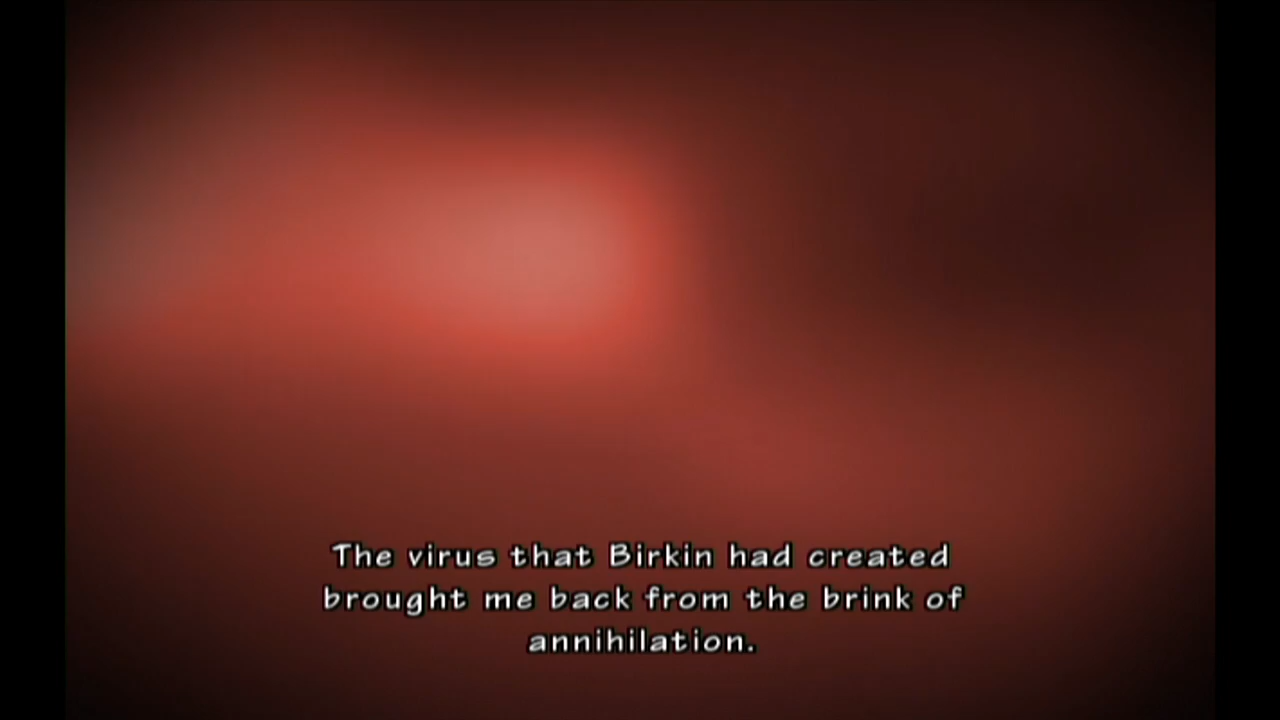 The virus that Birkin had created
brought me back from the brink of
annihilation.